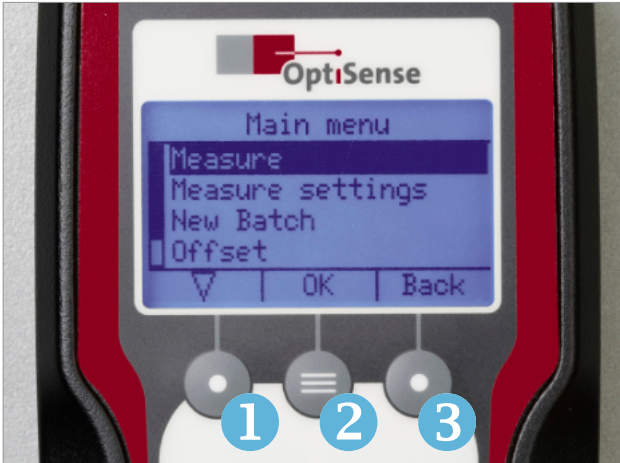 OptiSense
Main menu
Measure
Measure settings
New Batch
Offset
OK Back
1 2 3